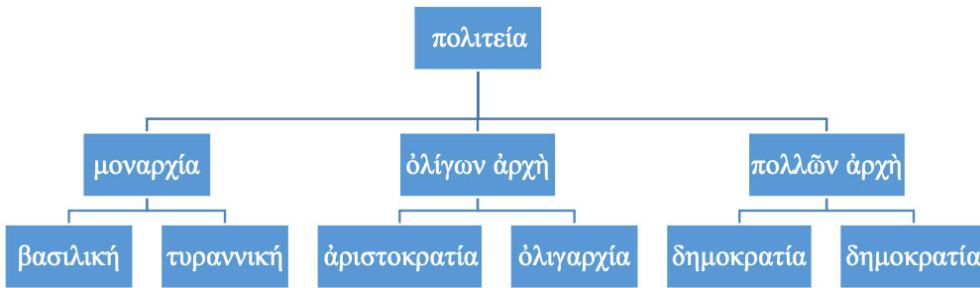 πολιτεία
μοναρχία ὀλίγων ἀρχὴ πολλῶν ἀρχὴ
βασιλική τυραννική ἀριστοκρατία ὀλιγαρχία δημοκρατία δημοκρατία